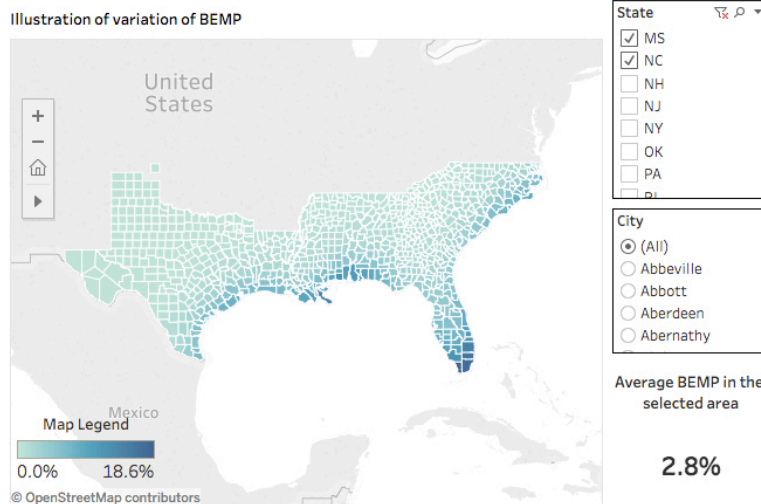 Illustration of variation of BEMP
United
States
Mexico
Map Legend
0.0%
18.6%
© OpenStreetMap contributors
State
MS
NC
NH
NJ
NY
OK
PA
City
(All)
Abbeville
Abbott
Aberdeen
Abernathy
Average BEMP in the
selected area
2.8%